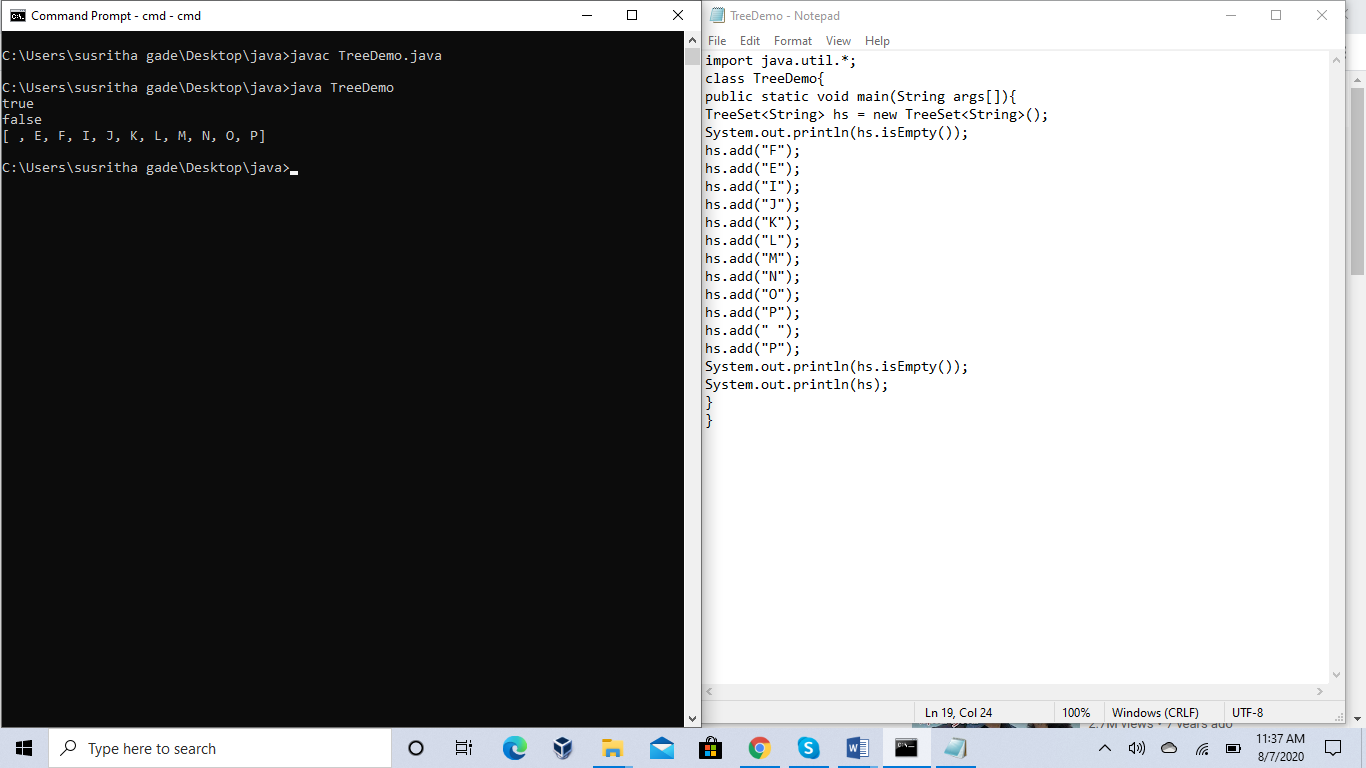 Command Prompt - cmd - cmd
C:\Users\susritha gade\Desktop\java>javac TreeDemo.java
C:\Users\susritha gade\Desktop\java>java TreeDemo
true
false
[ , E, F, I, J, K, L, M, N, O, P]
C:\Users\susritha gade\Desktop\java>
TreeDemo - Notepad
File Edit Format View Help
import java.util.*;
class TreeDemo{
public static void main(String args[]){
TreeSet<String> hs = new TreeSet<String>();
System.out.println(hs.isEmpty());
hs.add("F");
hs.add("E");
hs.add("I");
hs.add("J");
hs.add("K");
hs.add("L");
hs.add("M");
hs.add("N");
hs.add("O");
hs.add("P");
hs.add(" ");
hs.add("P");
System.out.println(hs.isEmpty());
System.out.println(hs);
}
}
Ln 19, Col 24 100% Windows (CRLF) UTF-8
2.7M views • 7 years ago
Type here to search
11:37 AM
8/7/2020